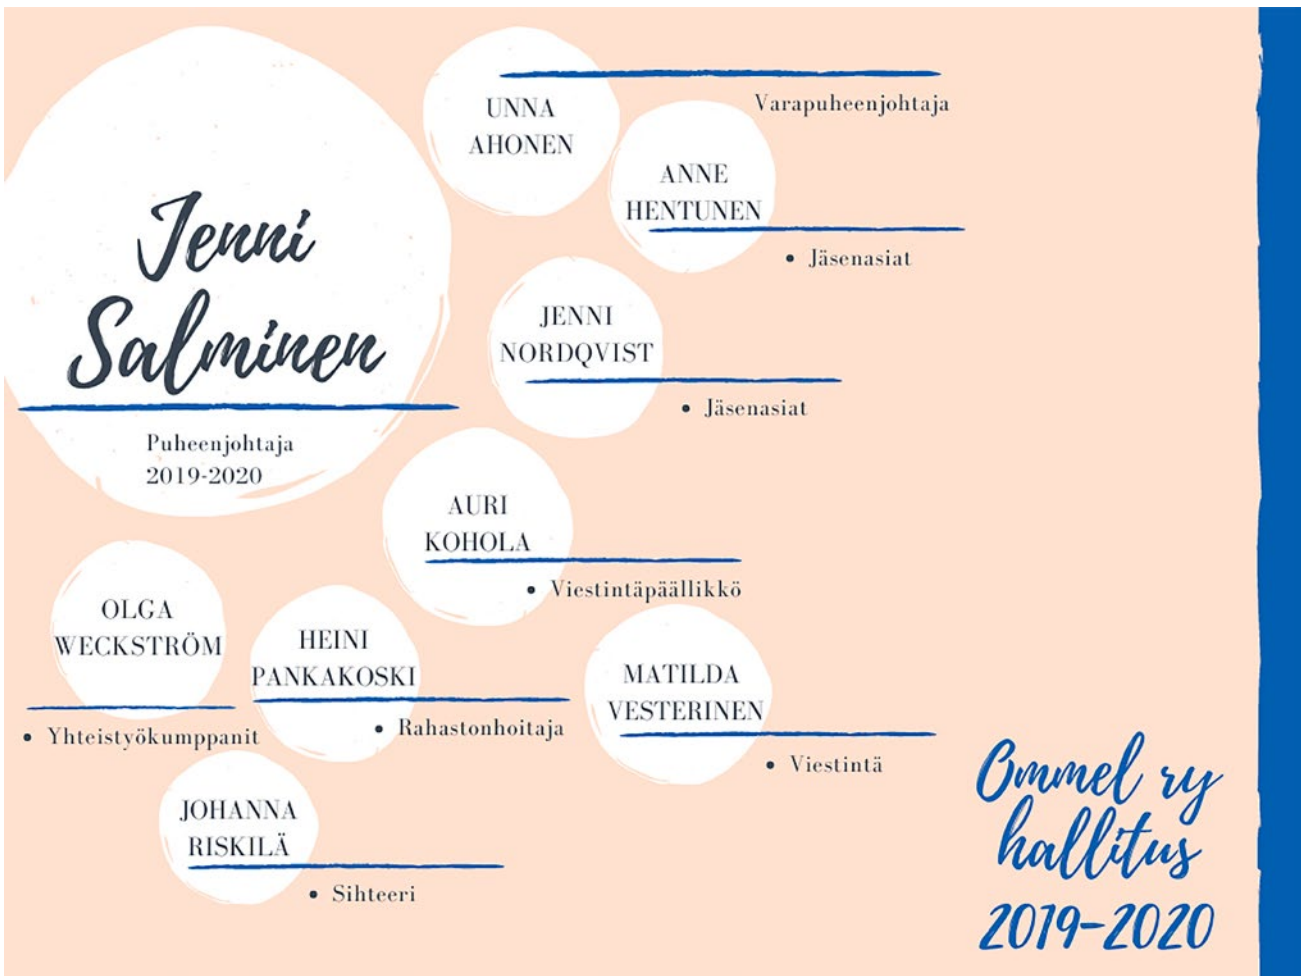 Jenni
Salminen
Puheenjohtaja
2019-2020
UNNA
AHONEN
Varapuheenjohtaja
ANNE
HENTUNEN
• Jäsenasiat
JENNI
NORDQVIST
• Jäsenasiat
AURI
KOHOLA
• Viestintäpäällikkö
OLGA
WECKSTRÖM
• Yhteistyökumppanit
HEINI
PANKAKOSKI
• Rahastonhoitaja
MATILDA
VESTERINEN
• Viestintä
JOHANNA
RISKILÄ
• Sihteeri
Ommel ry
hallitus
2019-2020